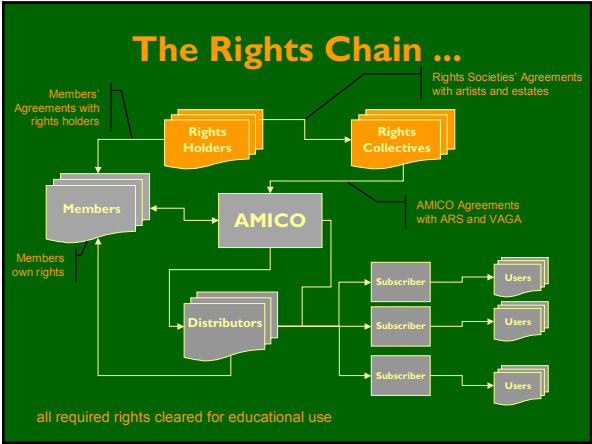 The Rights Chain ...
Members'
Agreements with
rights holders
Rights Societies' Agreements
with artists and estates
Rights
Holders
Rights
Collectives
Members
AMICO
AMICO Agreements
with ARS and VAGA
Members
own rights
Distributors
Subscriber
Users
Subscriber
Users
Subscriber
Users
all required rights cleared for educational use